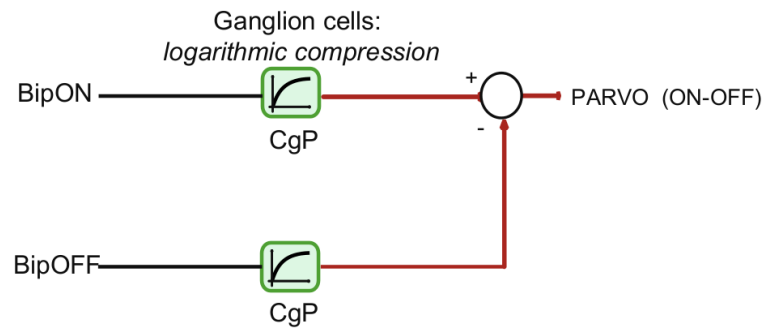 Ganglion cells:
logarithmic compression
BipON
+
PARVO (ON-OFF)
-
CgP
BipOFF
CgP